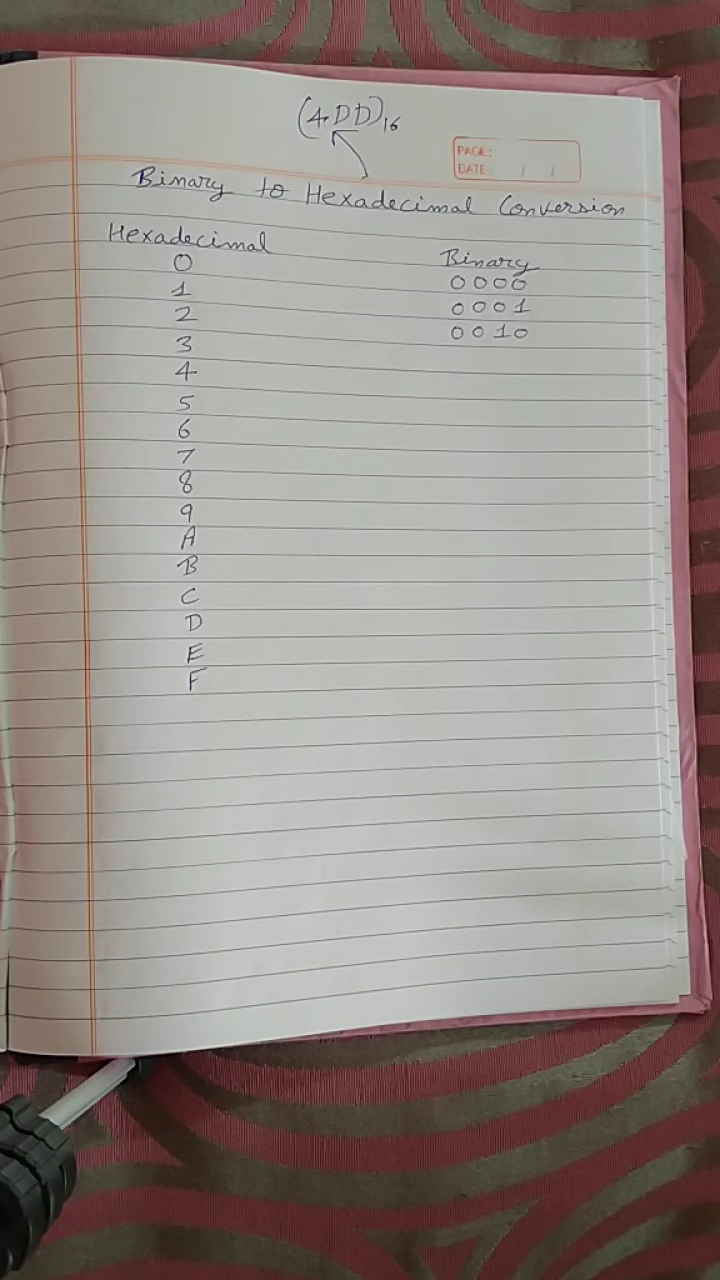 (4DD)16
PAGE:
DATE: / /
Binary to Hexadecimal Conversion
Hexadecimal Binary
0 0000
1 0001
2 0010
3
4
5
6
7
8
9
A
B
C
D
E
F